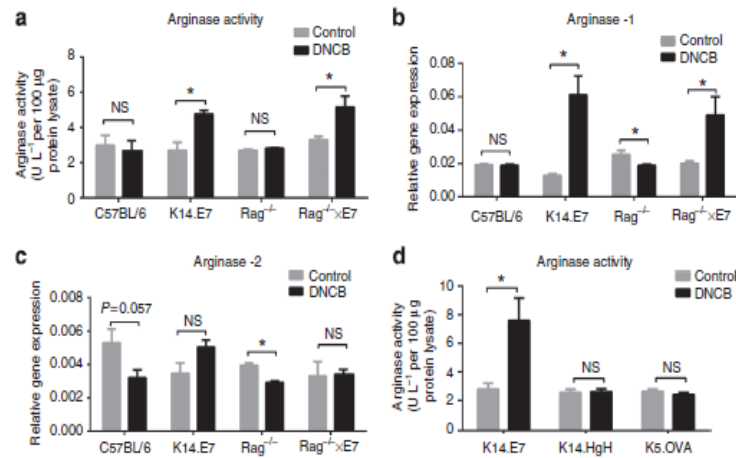 a
Arginase activity
Control
DNCB
Arginase activity
(U L⁻¹ per 100 µg
protein lysate)
8
6
4
2
0
NS
*
NS
*
C57BL/6 K14.E7 Rag⁻/⁻ Rag⁻/⁻×E7
b
Arginase -1
Control
DNCB
Relative gene expression
0.08
0.06
0.04
0.02
0.00
NS
*
*
*
C57BL/6 K14.E7 Rag⁻/⁻ Rag⁻/⁻×E7
c
Arginase -2
Control
DNCB
Relative gene expression
0.008
0.006
0.004
0.002
0.000
P=0.057
NS
*
NS
C57BL/6 K14.E7 Rag⁻/⁻ Rag⁻/⁻×E7
d
Arginase activity
Control
DNCB
Arginase activity
(U L⁻¹ per 100 µg
protein lysate)
10
8
6
4
2
0
*
NS
NS
K14.E7 K14.HgH K5.OVA